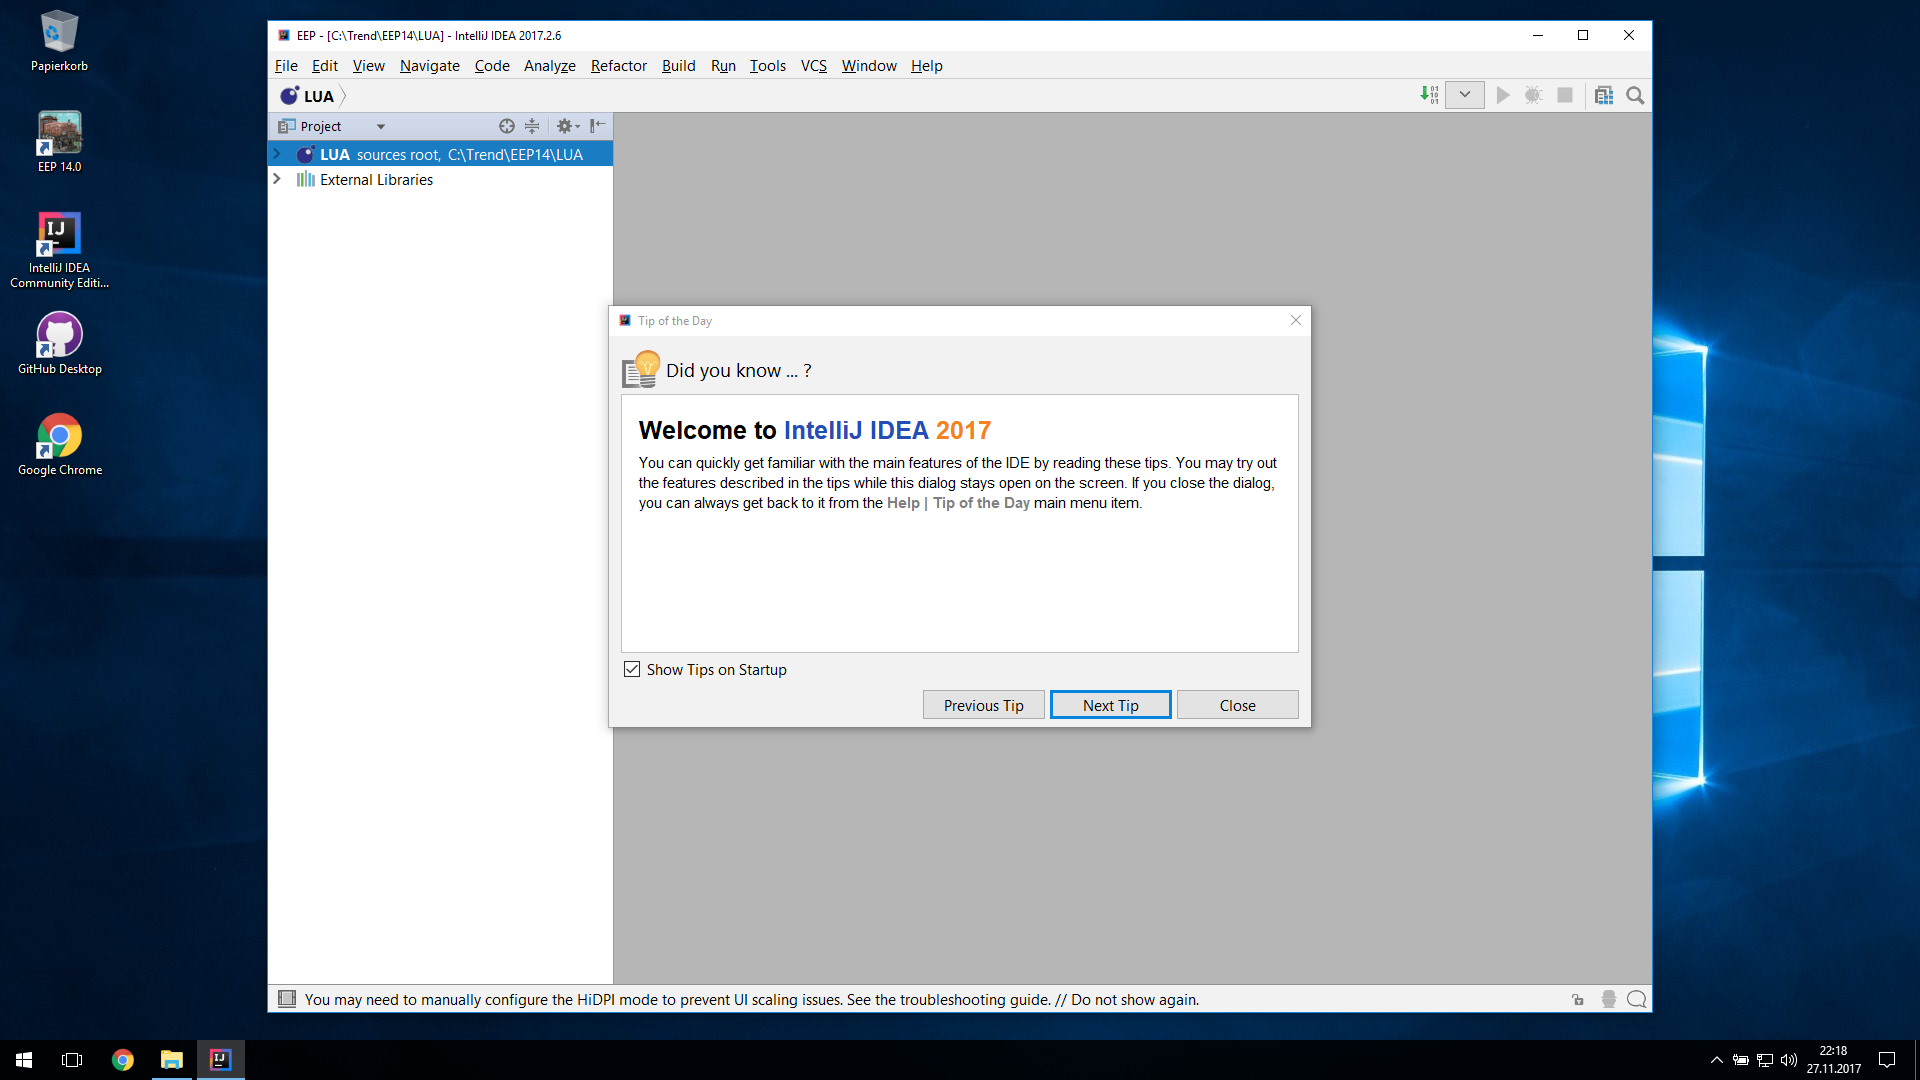 Papierkorb
EEP 14.0
IntelliJ IDEA
Community Editi...
GitHub Desktop
Google Chrome
EEP - [C:\Trend\EEP14\LUA] - IntelliJ IDEA 2017.2.6
File Edit View Navigate Code Analyze Refactor Build Run Tools VCS Window Help
LUA
Project
LUA sources root, C:\Trend\EEP14\LUA
External Libraries
Tip of the Day
Did you know ... ?
Welcome to IntelliJ IDEA 2017
You can quickly get familiar with the main features of the IDE by reading these tips. You may try out
the features described in the tips while this dialog stays open on the screen. If you close the dialog,
you can always get back to it from the Help | Tip of the Day main menu item.
Show Tips on Startup
Previous Tip Next Tip Close
You may need to manually configure the HiDPI mode to prevent UI scaling issues. See the troubleshooting guide. // Do not show again.
22:18
27.11.2017